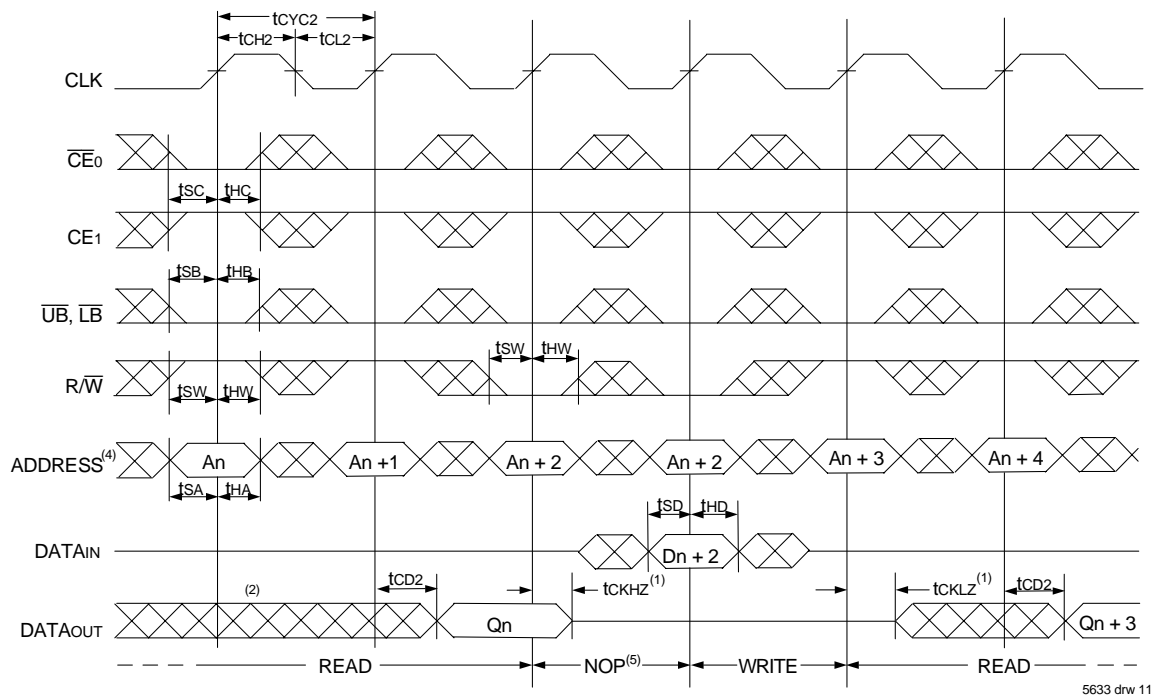 tCYC2
tCH2 tCL2
CLK
CE0
tSC tHC
CE1
tSB tHB
UB, LB
tSW tHW
R/W
tSW tHW
ADDRESS(4) An An +1 An + 2 An + 2 An + 3 An + 4
tSA tHA
tSD tHD
DATAIN Dn + 2
tCD2 tCKHZ(1) tCKLZ(1) tCD2
(2)
DATAOUT Qn Qn + 3
READ NOP(5) WRITE READ
5633 drw 11